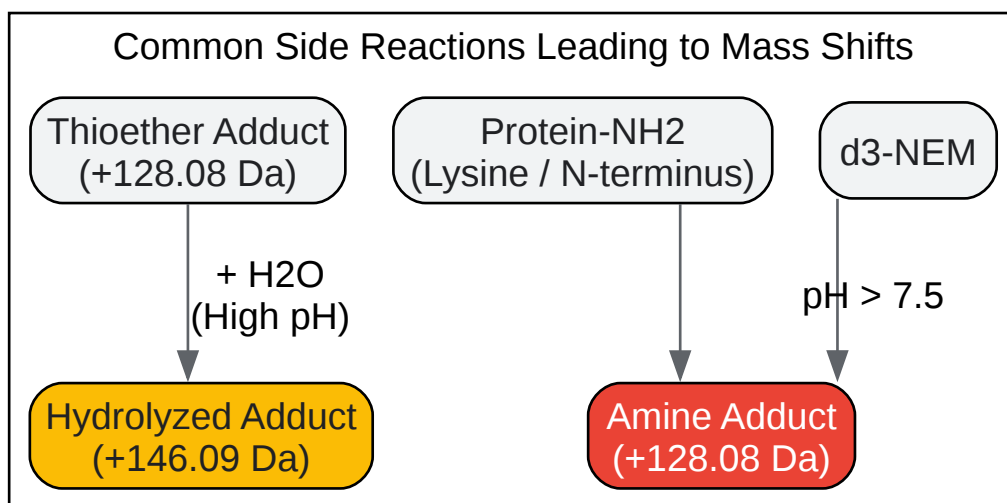 Common Side Reactions Leading to Mass Shifts
Thioether Adduct
(+128.08 Da)
Protein-NH2
(Lysine / N-terminus)
d3-NEM
+ H2O
(High pH)
pH > 7.5
Hydrolyzed Adduct
(+146.09 Da)
Amine Adduct
(+128.08 Da)